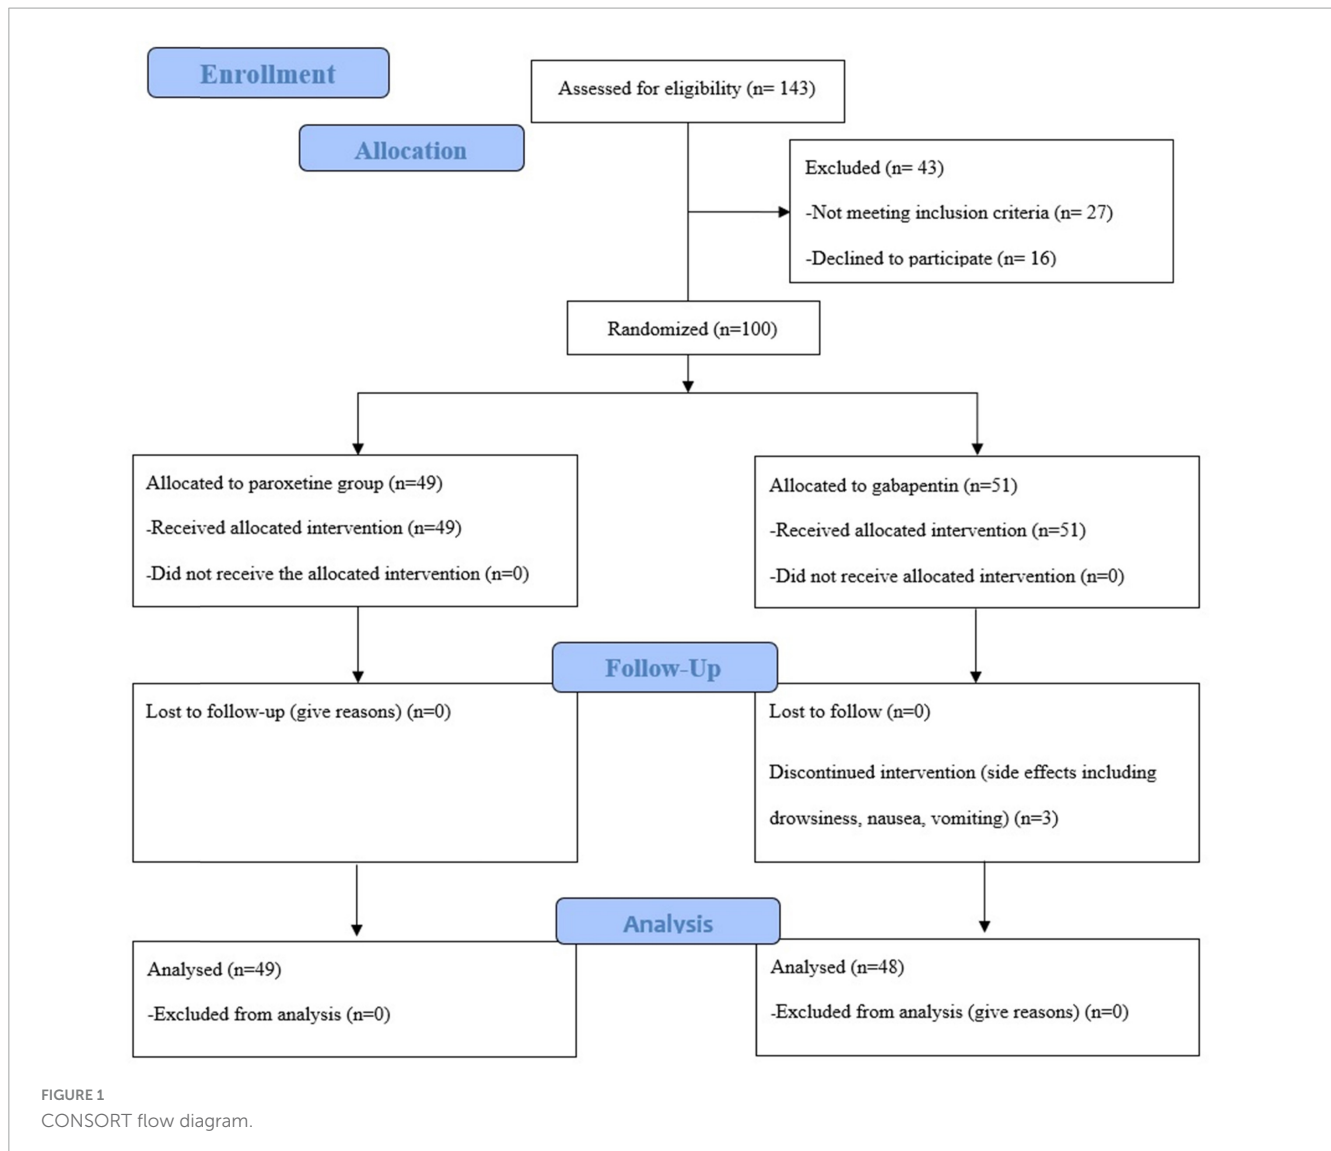 Enrollment
Assessed for eligibility (n= 143)
Allocation
Excluded (n= 43)
-Not meeting inclusion criteria (n= 27)
-Declined to participate (n= 16)
Randomized (n=100)
Allocated to paroxetine group (n=49)
-Received allocated intervention (n=49)
-Did not receive the allocated intervention (n=0)
Allocated to gabapentin (n=51)
-Received allocated intervention (n=51)
-Did not receive allocated intervention (n=0)
Follow-Up
Lost to follow-up (give reasons) (n=0)
Lost to follow (n=0)
Discontinued intervention (side effects including
drowsiness, nausea, vomiting) (n=3)
Analysis
Analysed (n=49)
-Excluded from analysis (n=0)
Analysed (n=48)
-Excluded from analysis (give reasons) (n=0)
FIGURE 1
CONSORT flow diagram.